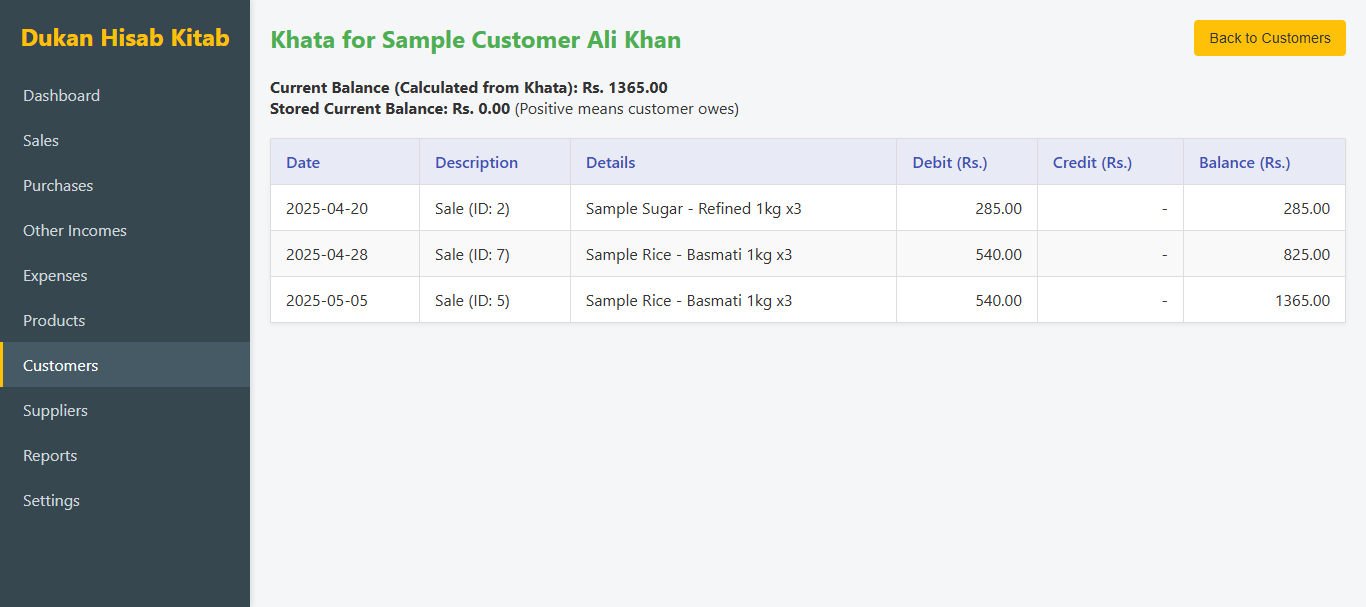 Dukan Hisab Kitab
Dashboard
Sales
Purchases
Other Incomes
Expenses
Products
Customers
Suppliers
Reports
Settings
Khata for Sample Customer Ali Khan
Back to Customers
Current Balance (Calculated from Khata): Rs. 1365.00
Stored Current Balance: Rs. 0.00 (Positive means customer owes)
Date Description Details Debit (Rs.) Credit (Rs.) Balance (Rs.)
2025-04-20 Sale (ID: 2) Sample Sugar - Refined 1kg x3 285.00 - 285.00
2025-04-28 Sale (ID: 7) Sample Rice - Basmati 1kg x3 540.00 - 825.00
2025-05-05 Sale (ID: 5) Sample Rice - Basmati 1kg x3 540.00 - 1365.00